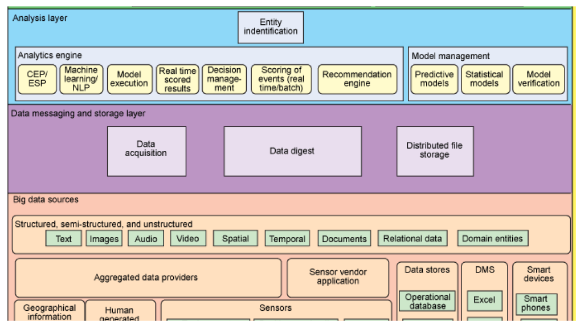 Analysis layer
Entity
indentification
Analytics engine
CEP/
ESP
Machine
learning/
NLP
Model
execution
Real time
scored
results
Decision
manage-
ment
Scoring of
events (real
time/batch)
Recommendation
engine
Model management
Predictive
models
Statistical
models
Model
verification
Data messaging and storage layer
Data
acquisition
Data digest
Distributed file
storage
Big data sources
Structured, semi-structured, and unstructured
Text
Images
Audio
Video
Spatial
Temporal
Documents
Relational data
Domain entities
Aggregated data providers
Sensor vendor
application
Data stores
Operational
database
DMS
Excel
Smart
devices
Smart
phones
Geographical
information
Human
generated
Sensors